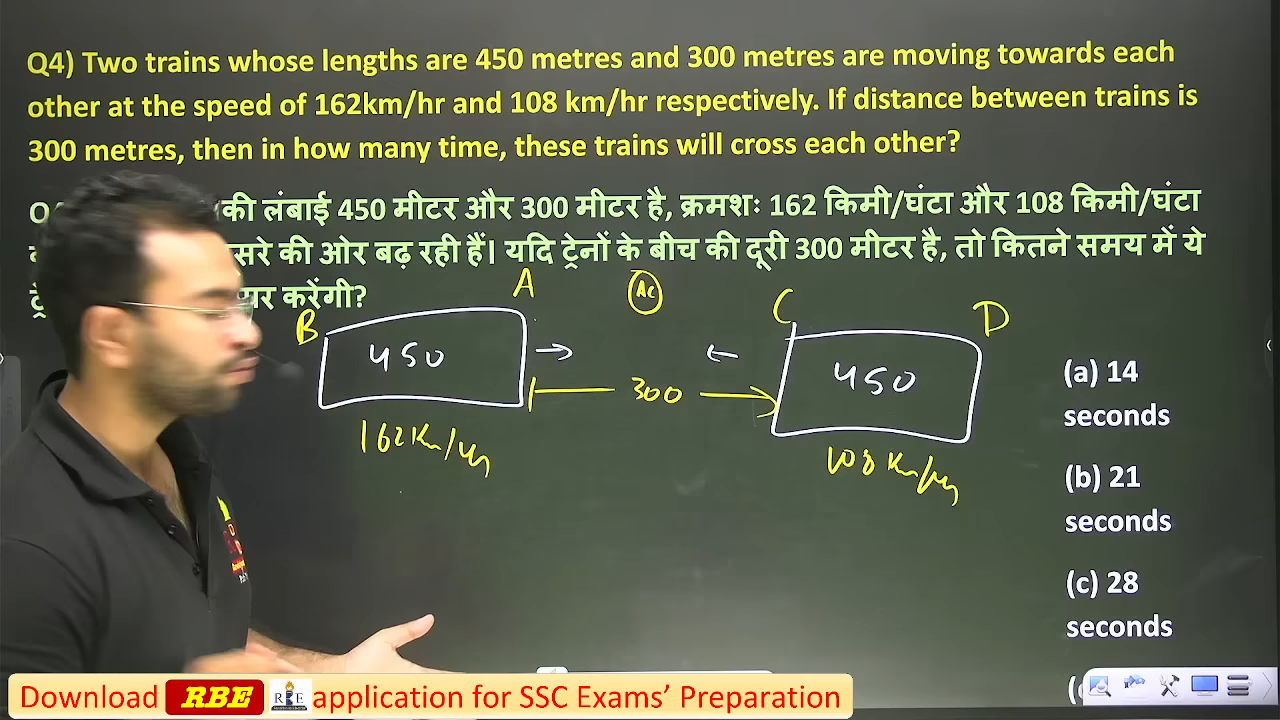 Q4) Two trains whose lengths are 450 metres and 300 metres are moving towards each
other at the speed of 162km/hr and 108 km/hr respectively. If distance between trains is
300 metres, then in how many time, these trains will cross each other?
की लंबाई 450 मीटर और 300 मीटर है, क्रमशः 162 किमी/घंटा और 108 किमी/घंटा
सरे की ओर बढ़ रही हैं। यदि ट्रेनों के बीच की दूरी 300 मीटर है, तो कितने समय में ये
करेंगी?
A
AC
B
C
D
450
300
450
162 Km/hr
108 Km/hr
(a) 14
seconds
(b) 21
seconds
(c) 28
seconds
Download RBE RBE application for SSC Exams' Preparation